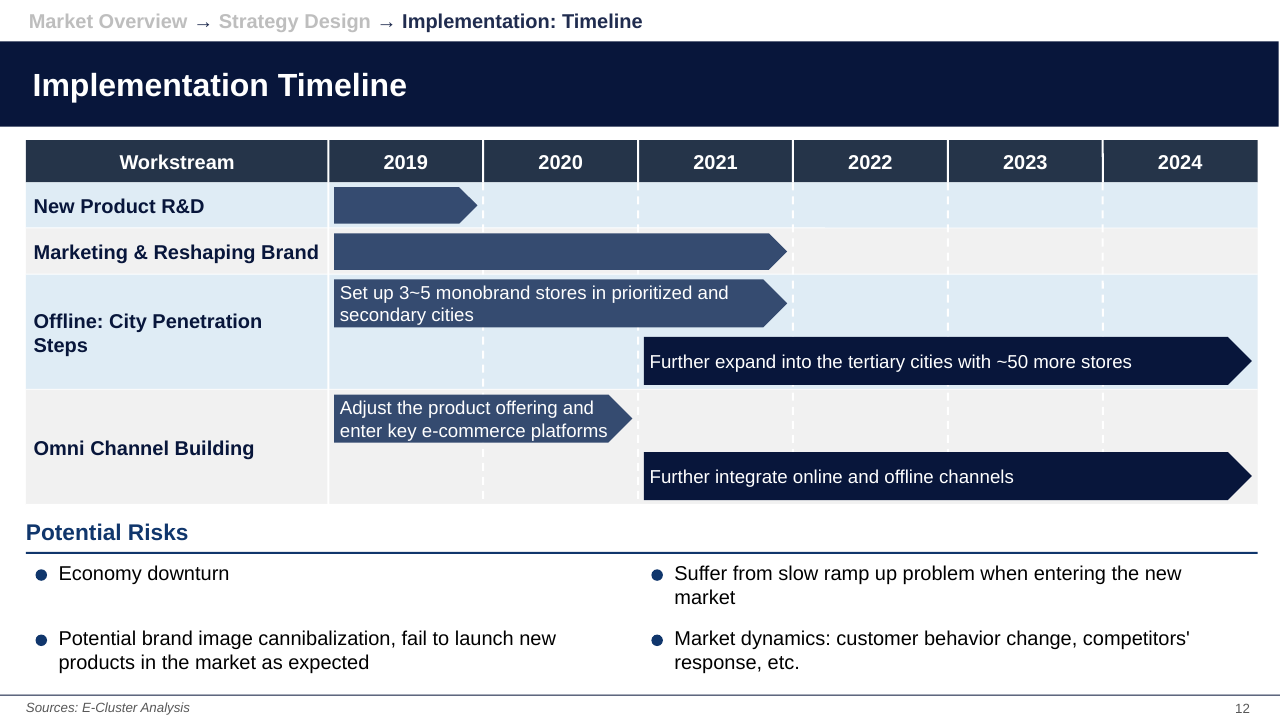 Market Overview → Strategy Design → Implementation: Timeline
Implementation Timeline
Workstream 2019 2020 2021 2022 2023 2024
New Product R&D
Marketing & Reshaping Brand
Offline: City Penetration
Steps
Set up 3~5 monobrand stores in prioritized and
secondary cities
Further expand into the tertiary cities with ~50 more stores
Omni Channel Building
Adjust the product offering and
enter key e-commerce platforms
Further integrate online and offline channels
Potential Risks
Economy downturn
Suffer from slow ramp up problem when entering the new
market
Potential brand image cannibalization, fail to launch new
products in the market as expected
Market dynamics: customer behavior change, competitors'
response, etc.
Sources: E-Cluster Analysis
12